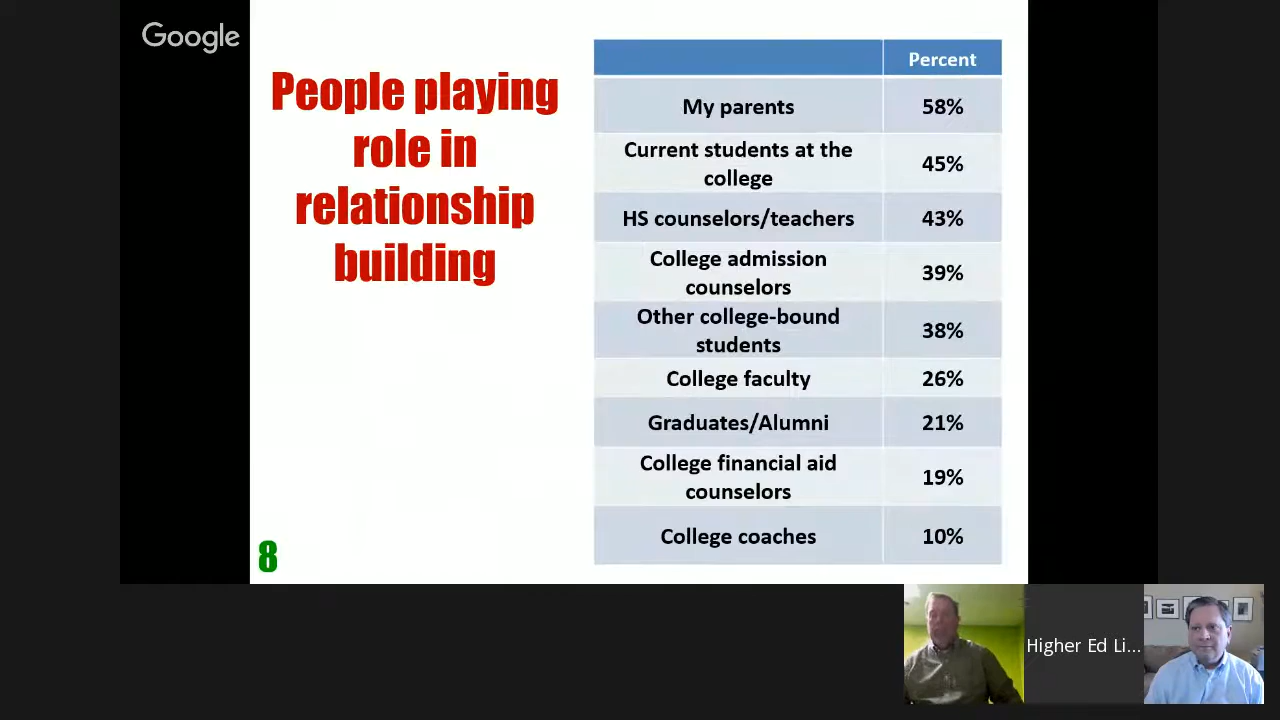 Google
People playing
role in
relationship
building
Percent
My parents 58%
Current students at the
college 45%
HS counselors/teachers 43%
College admission
counselors 39%
Other college-bound
students 38%
College faculty 26%
Graduates/Alumni 21%
College financial aid
counselors 19%
College coaches 10%
8
Higher Ed Li...